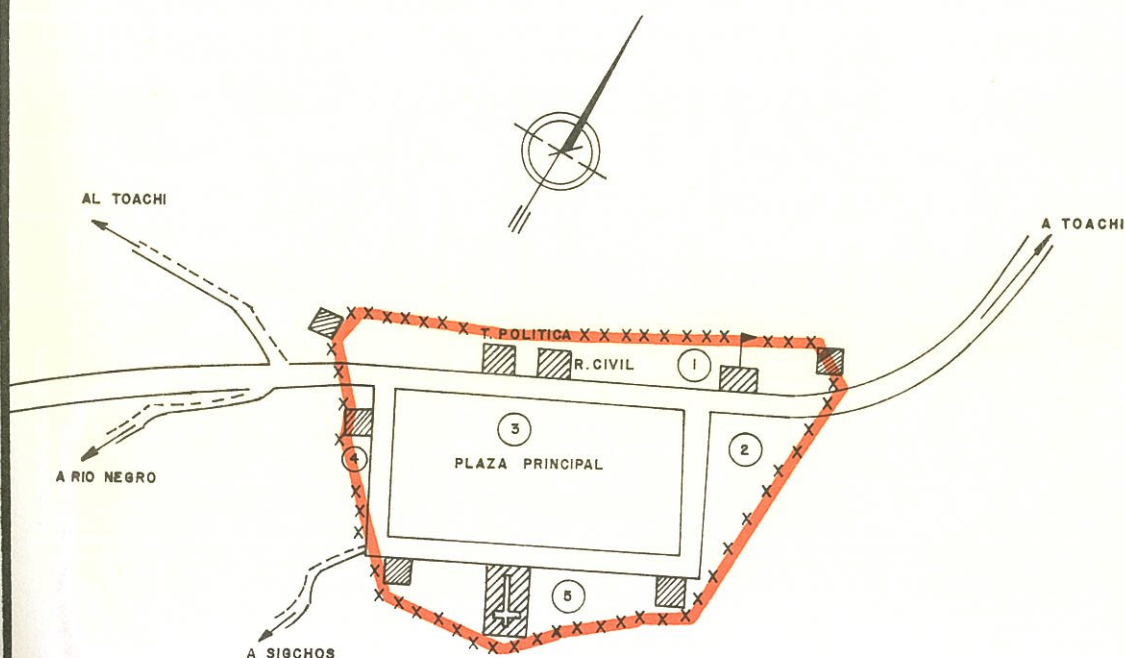 AL TOACHI
A TOACHI
T. POLITICA
R. CIVIL
1
3
2
PLAZA PRINCIPAL
4
A RIO NEGRO
5
A SIGCHOS